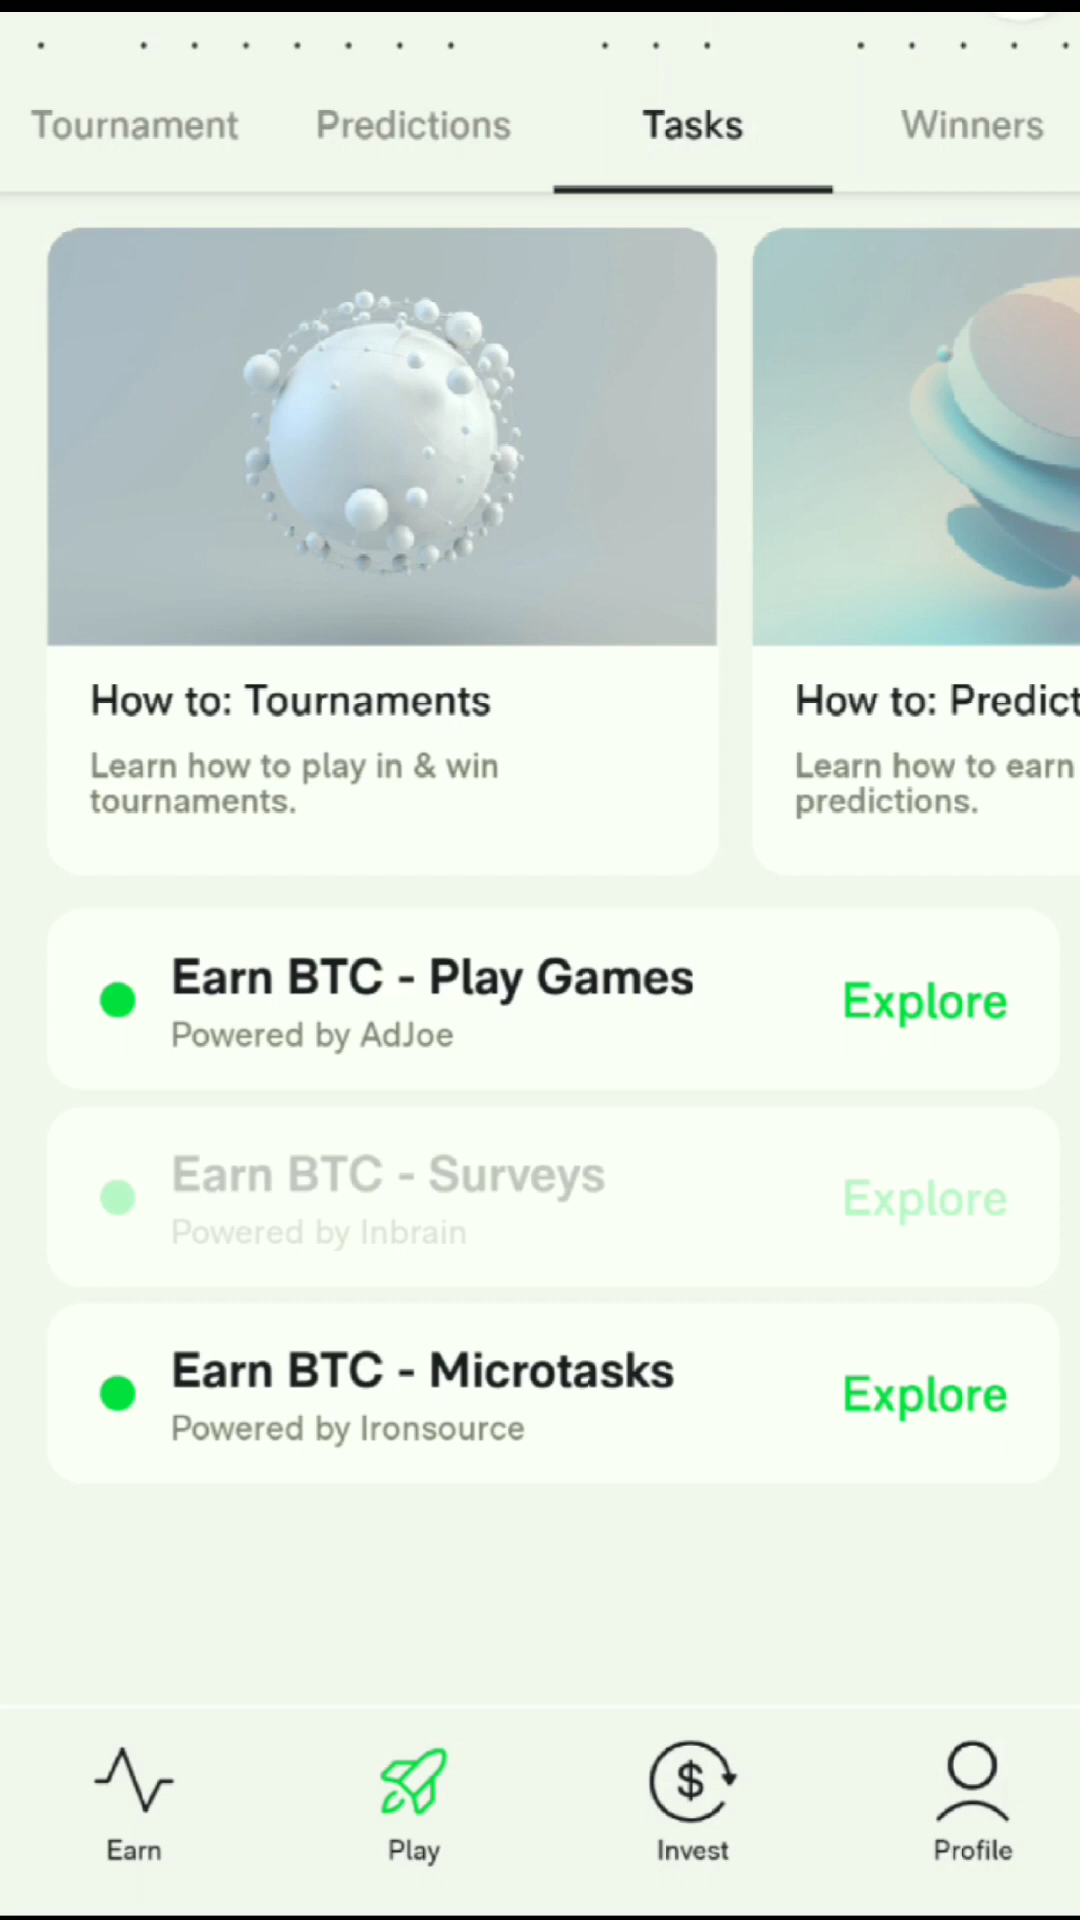 Tournament Predictions Tasks Winners
How to: Tournaments
Learn how to play in & win
tournaments.
How to: Predict
Learn how to earn
predictions.
Earn BTC - Play Games
Powered by AdJoe
Explore
Earn BTC - Surveys
Powered by Inbrain
Explore
Earn BTC - Microtasks
Powered by Ironsource
Explore
Earn Play Invest Profile